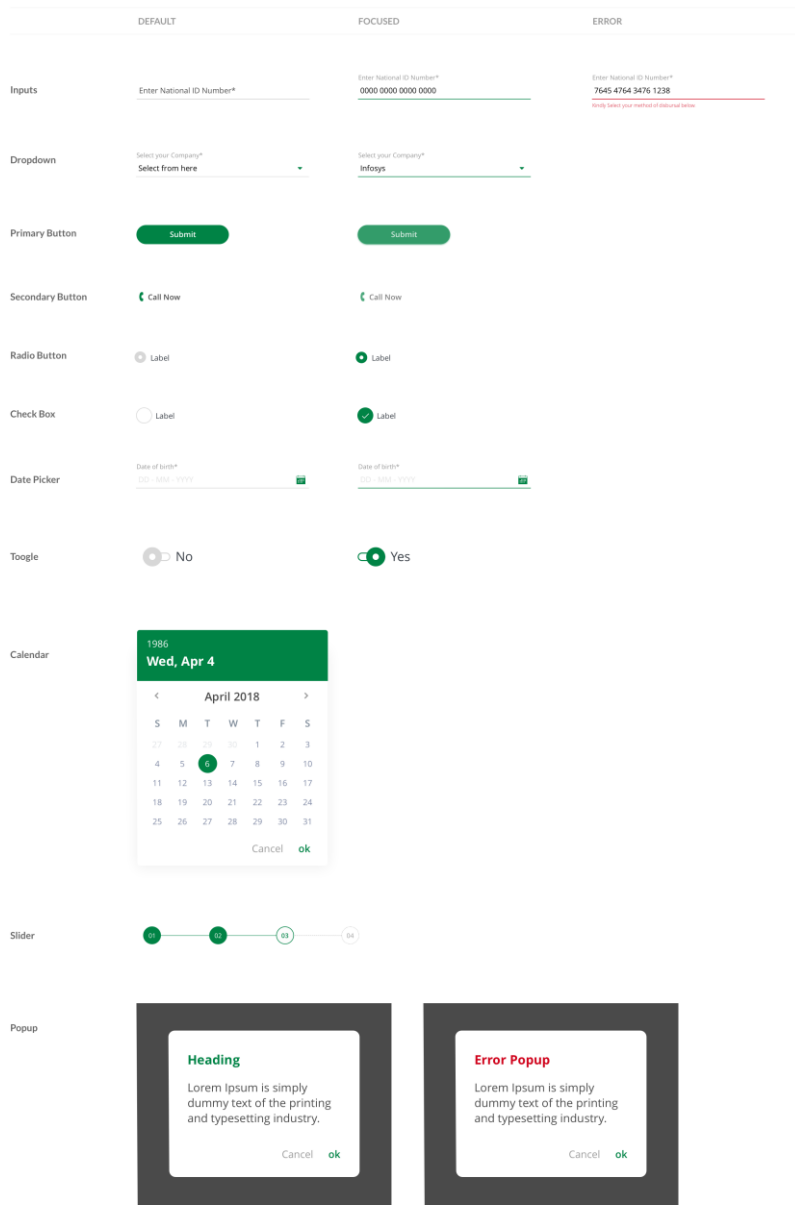 DEFAULT FOCUSED ERROR
Inputs
Enter National ID Number*
Enter National ID Number*
0000 0000 0000 0000
Enter National ID Number*
7645 4764 3476 1238
Kindly Select your method of disbursal below.
Dropdown
Select your Company*
Select from here
Select your Company*
Infosys
Primary Button
Submit
Submit
Secondary Button
Call Now
Call Now
Radio Button
Label
Label
Check Box
Label
Label
Date Picker
Date of birth*
DD - MM - YYYY
Date of birth*
DD - MM - YYYY
Toogle
No
Yes
Calendar
1986
Wed, Apr 4
April 2018
S M T W T F S
27 28 29 30 1 2 3
4 5 6 7 8 9 10
11 12 13 14 15 16 17
18 19 20 21 22 23 24
25 26 27 28 29 30 31
Cancel ok
Slider
01 02 03 04
Popup
Heading
Lorem Ipsum is simply
dummy text of the printing
and typesetting industry.
Cancel ok
Error Popup
Lorem Ipsum is simply
dummy text of the printing
and typesetting industry.
Cancel ok